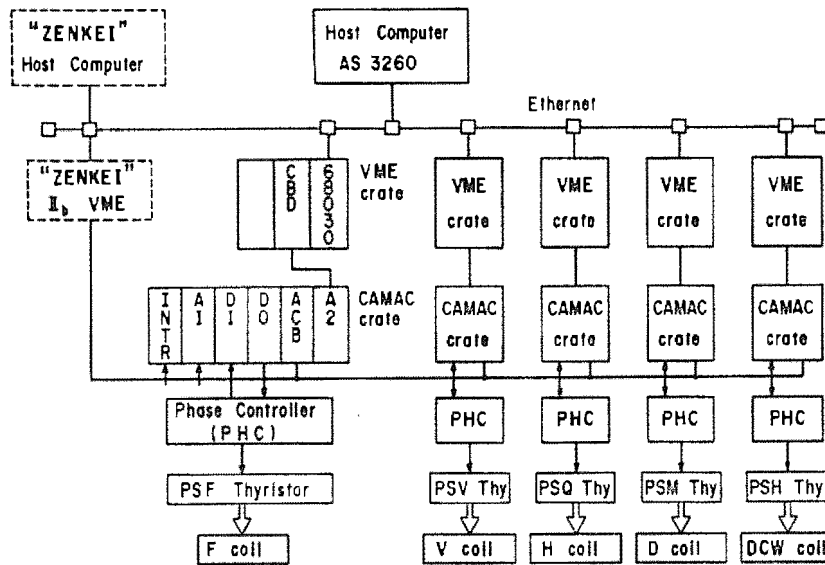 "ZENKEI"
Host Computer
Host Computer
AS 3260
Ethernet
"ZENKEI"
II b VME
CBD
68030
VME
crate
VME
crate
VME
crate
VME
crate
VME
crate
INTR
AI
DI
DO
ACB
A2
CAMAC
crate
CAMAC
crate
CAMAC
crate
CAMAC
crate
CAMAC
crate
Phase Controller
(PHC)
PHC
PHC
PHC
PHC
PSF Thyristor
PSV Thy
PSQ Thy
PSM Thy
PSH Thy
F coil
V coil
H coil
D coil
DCW coil